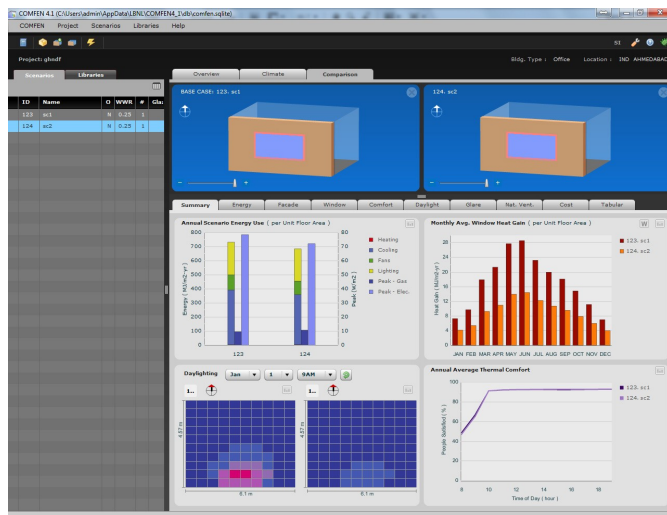 COMFEN 4.1 (C:\Users\admin\AppData\LBNL\COMFEN4_1\db\comfen.sqlite)
COMFEN Project Scenarios Libraries Help
SI
Project: ghodf
Bldg. Type : Office Location : IND AHMEDABAD
Scenarios Libraries
Overview Climate Comparison
ID Name O WWR # Gla
123 sc1 N 0.25 1
124 sc2 N 0.25 1
BASE CASE: 123. sc1
124. sc2
Summary Energy Facade Window Comfort Daylight Glare Nat. Vent. Cost Tabular
Annual Scenario Energy Use ( per Unit Floor Area )
800 700 600 500 400 300 200 100 0
Energy ( MJ/m2-yr )
80 70 60 50 40 30 20 10 0
Peak ( W/m2 )
123 124
Heating
Cooling
Fans
Lighting
Peak - Gas
Peak - Elec.
Monthly Avg. Window Heat Gain ( per Unit Floor Area )
W
28 24 20 16 12 8 4 0
Heat Gain ( MJ/m2-yr )
JAN FEB MAR APR MAY JUN JUL AUG SEP OCT NOV DEC
123. sc1
124. sc2
Daylighting Jan 1 9AM
1..
4.57 m
6.1 m
1..
4.57 m
6.1 m
Annual Average Thermal Comfort
100 80 60 40 20 0
People Satisfied ( % )
8 10 12 14 16 18
Time of Day ( hour )
123. sc1
124. sc2